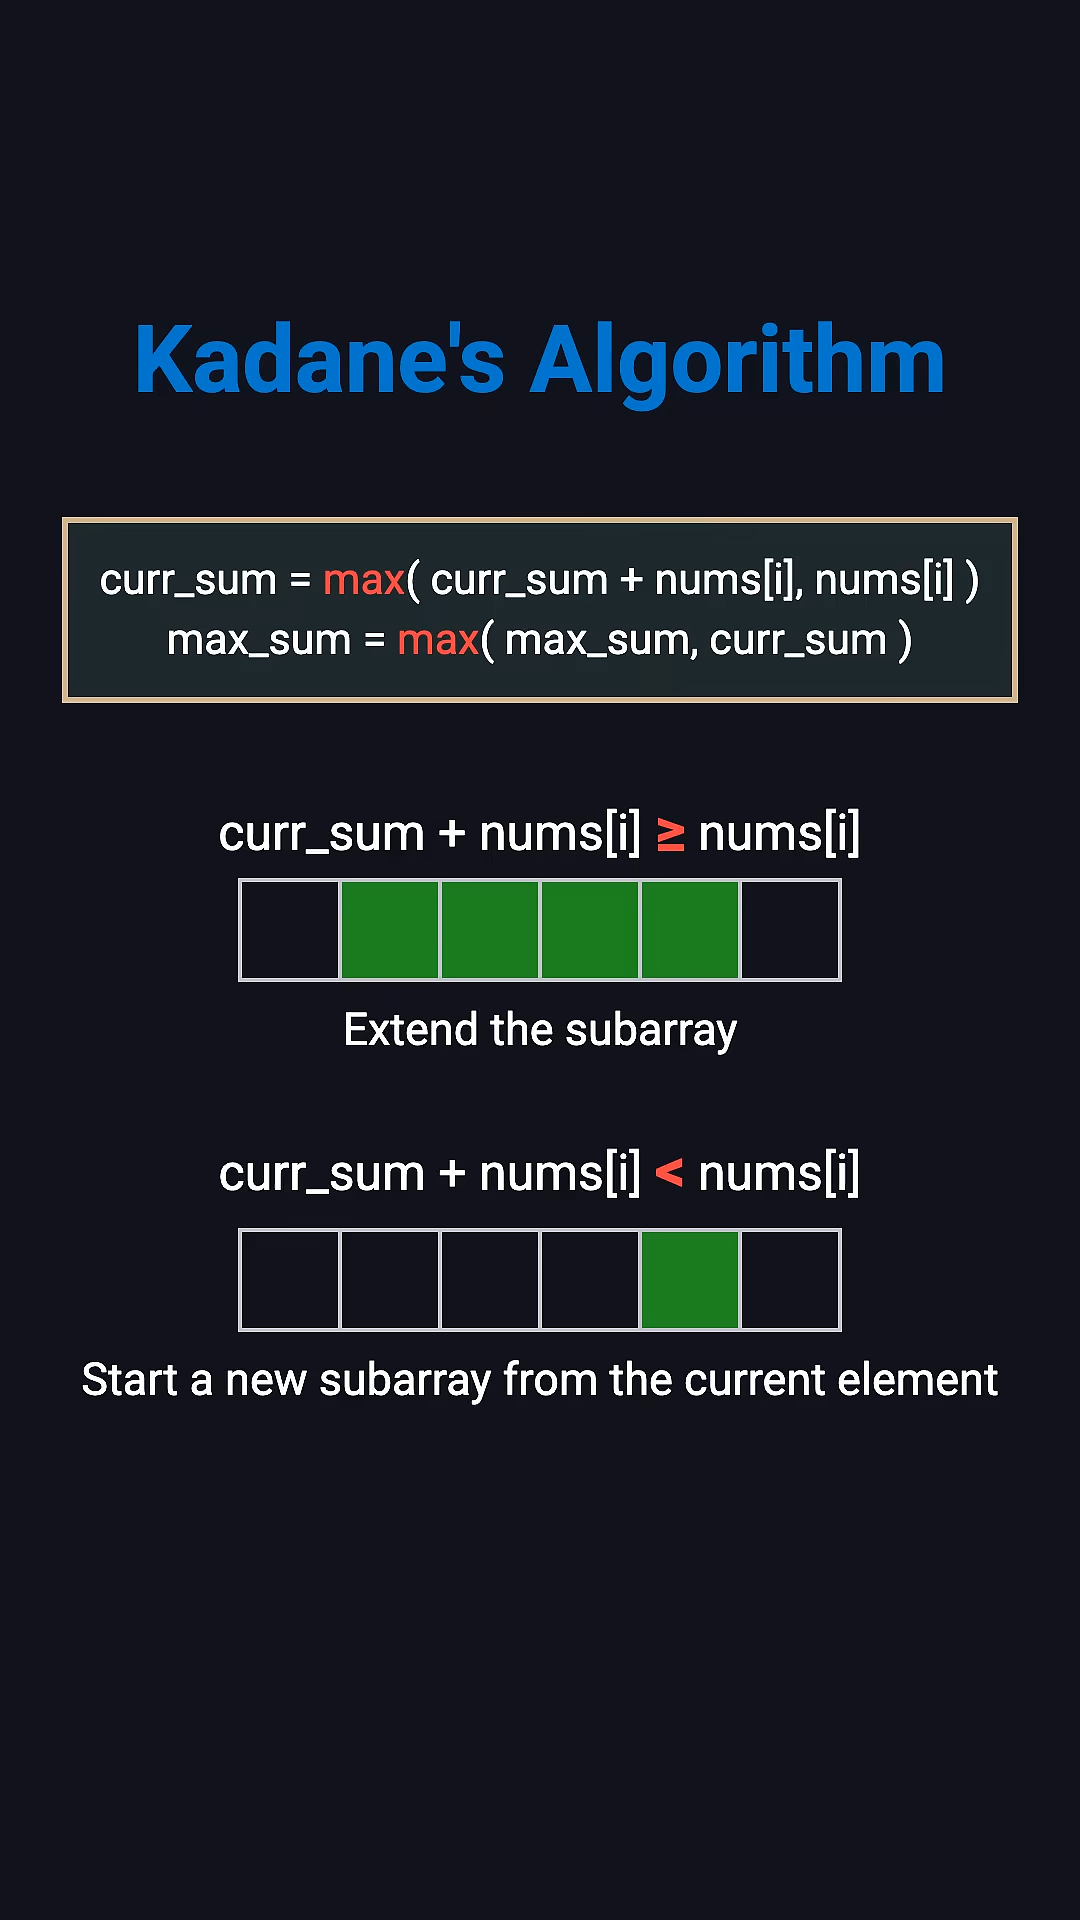 Kadane's Algorithm
curr_sum = max( curr_sum + nums[i], nums[i] )
max_sum = max( max_sum, curr_sum )
curr_sum + nums[i] ≥ nums[i]
Extend the subarray
curr_sum + nums[i] < nums[i]
Start a new subarray from the current element